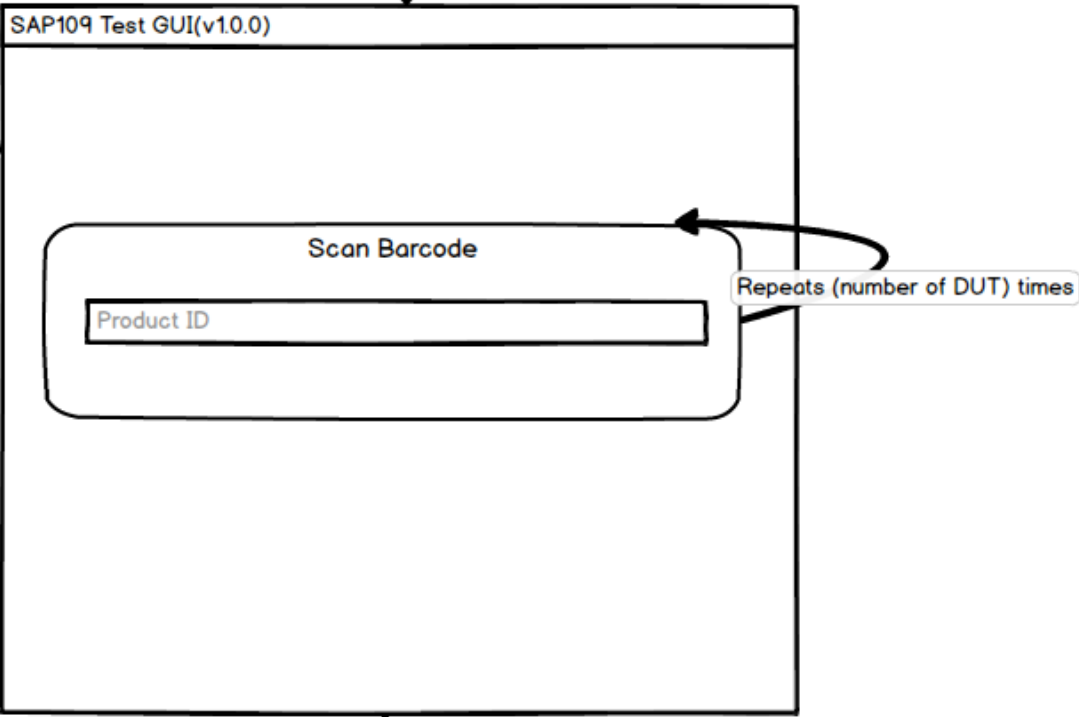 SAP109 Test GUI(v1.0.0)
Scan Barcode
Repeats (number of DUT) times
Product ID